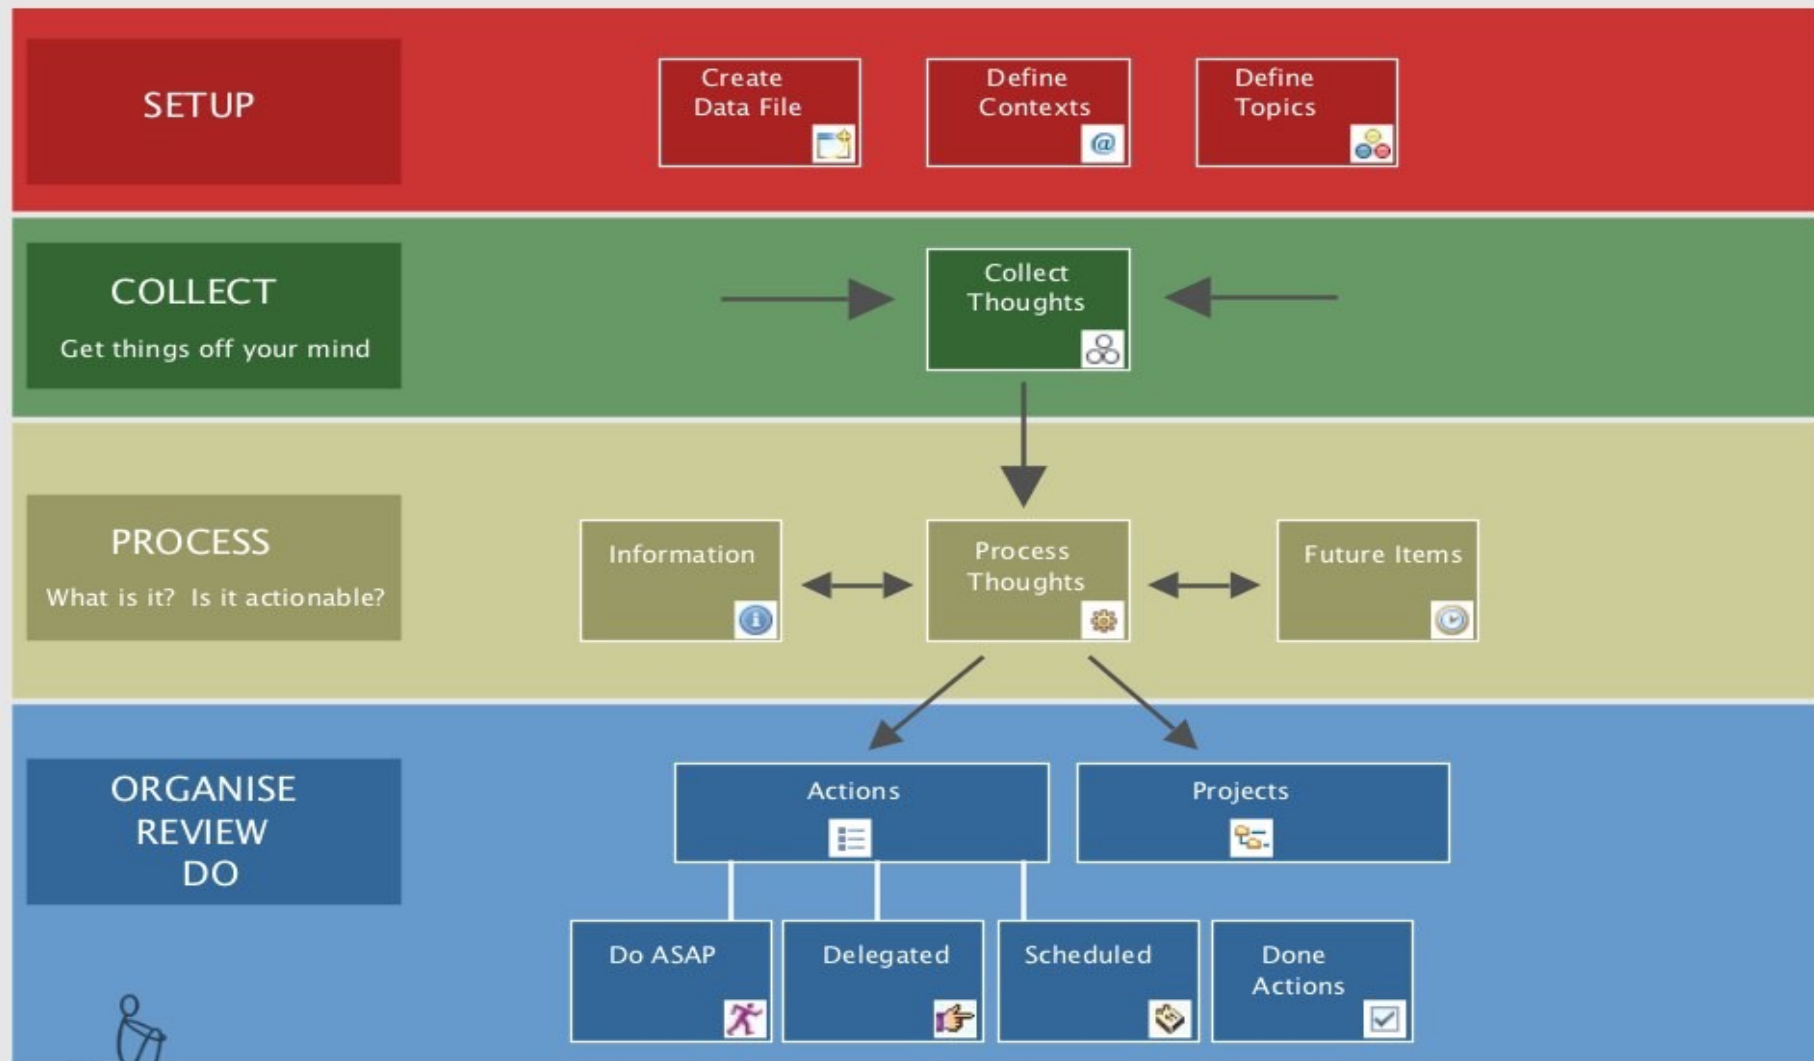 SETUP
Create
Data File
Define
Contexts
@
Define
Topics
COLLECT
Get things off your mind
Collect
Thoughts
PROCESS
What is it? Is it actionable?
Information
i
Process
Thoughts
Future Items
ORGANISE
REVIEW
DO
Actions
Projects
Do ASAP
Delegated
Scheduled
Done
Actions